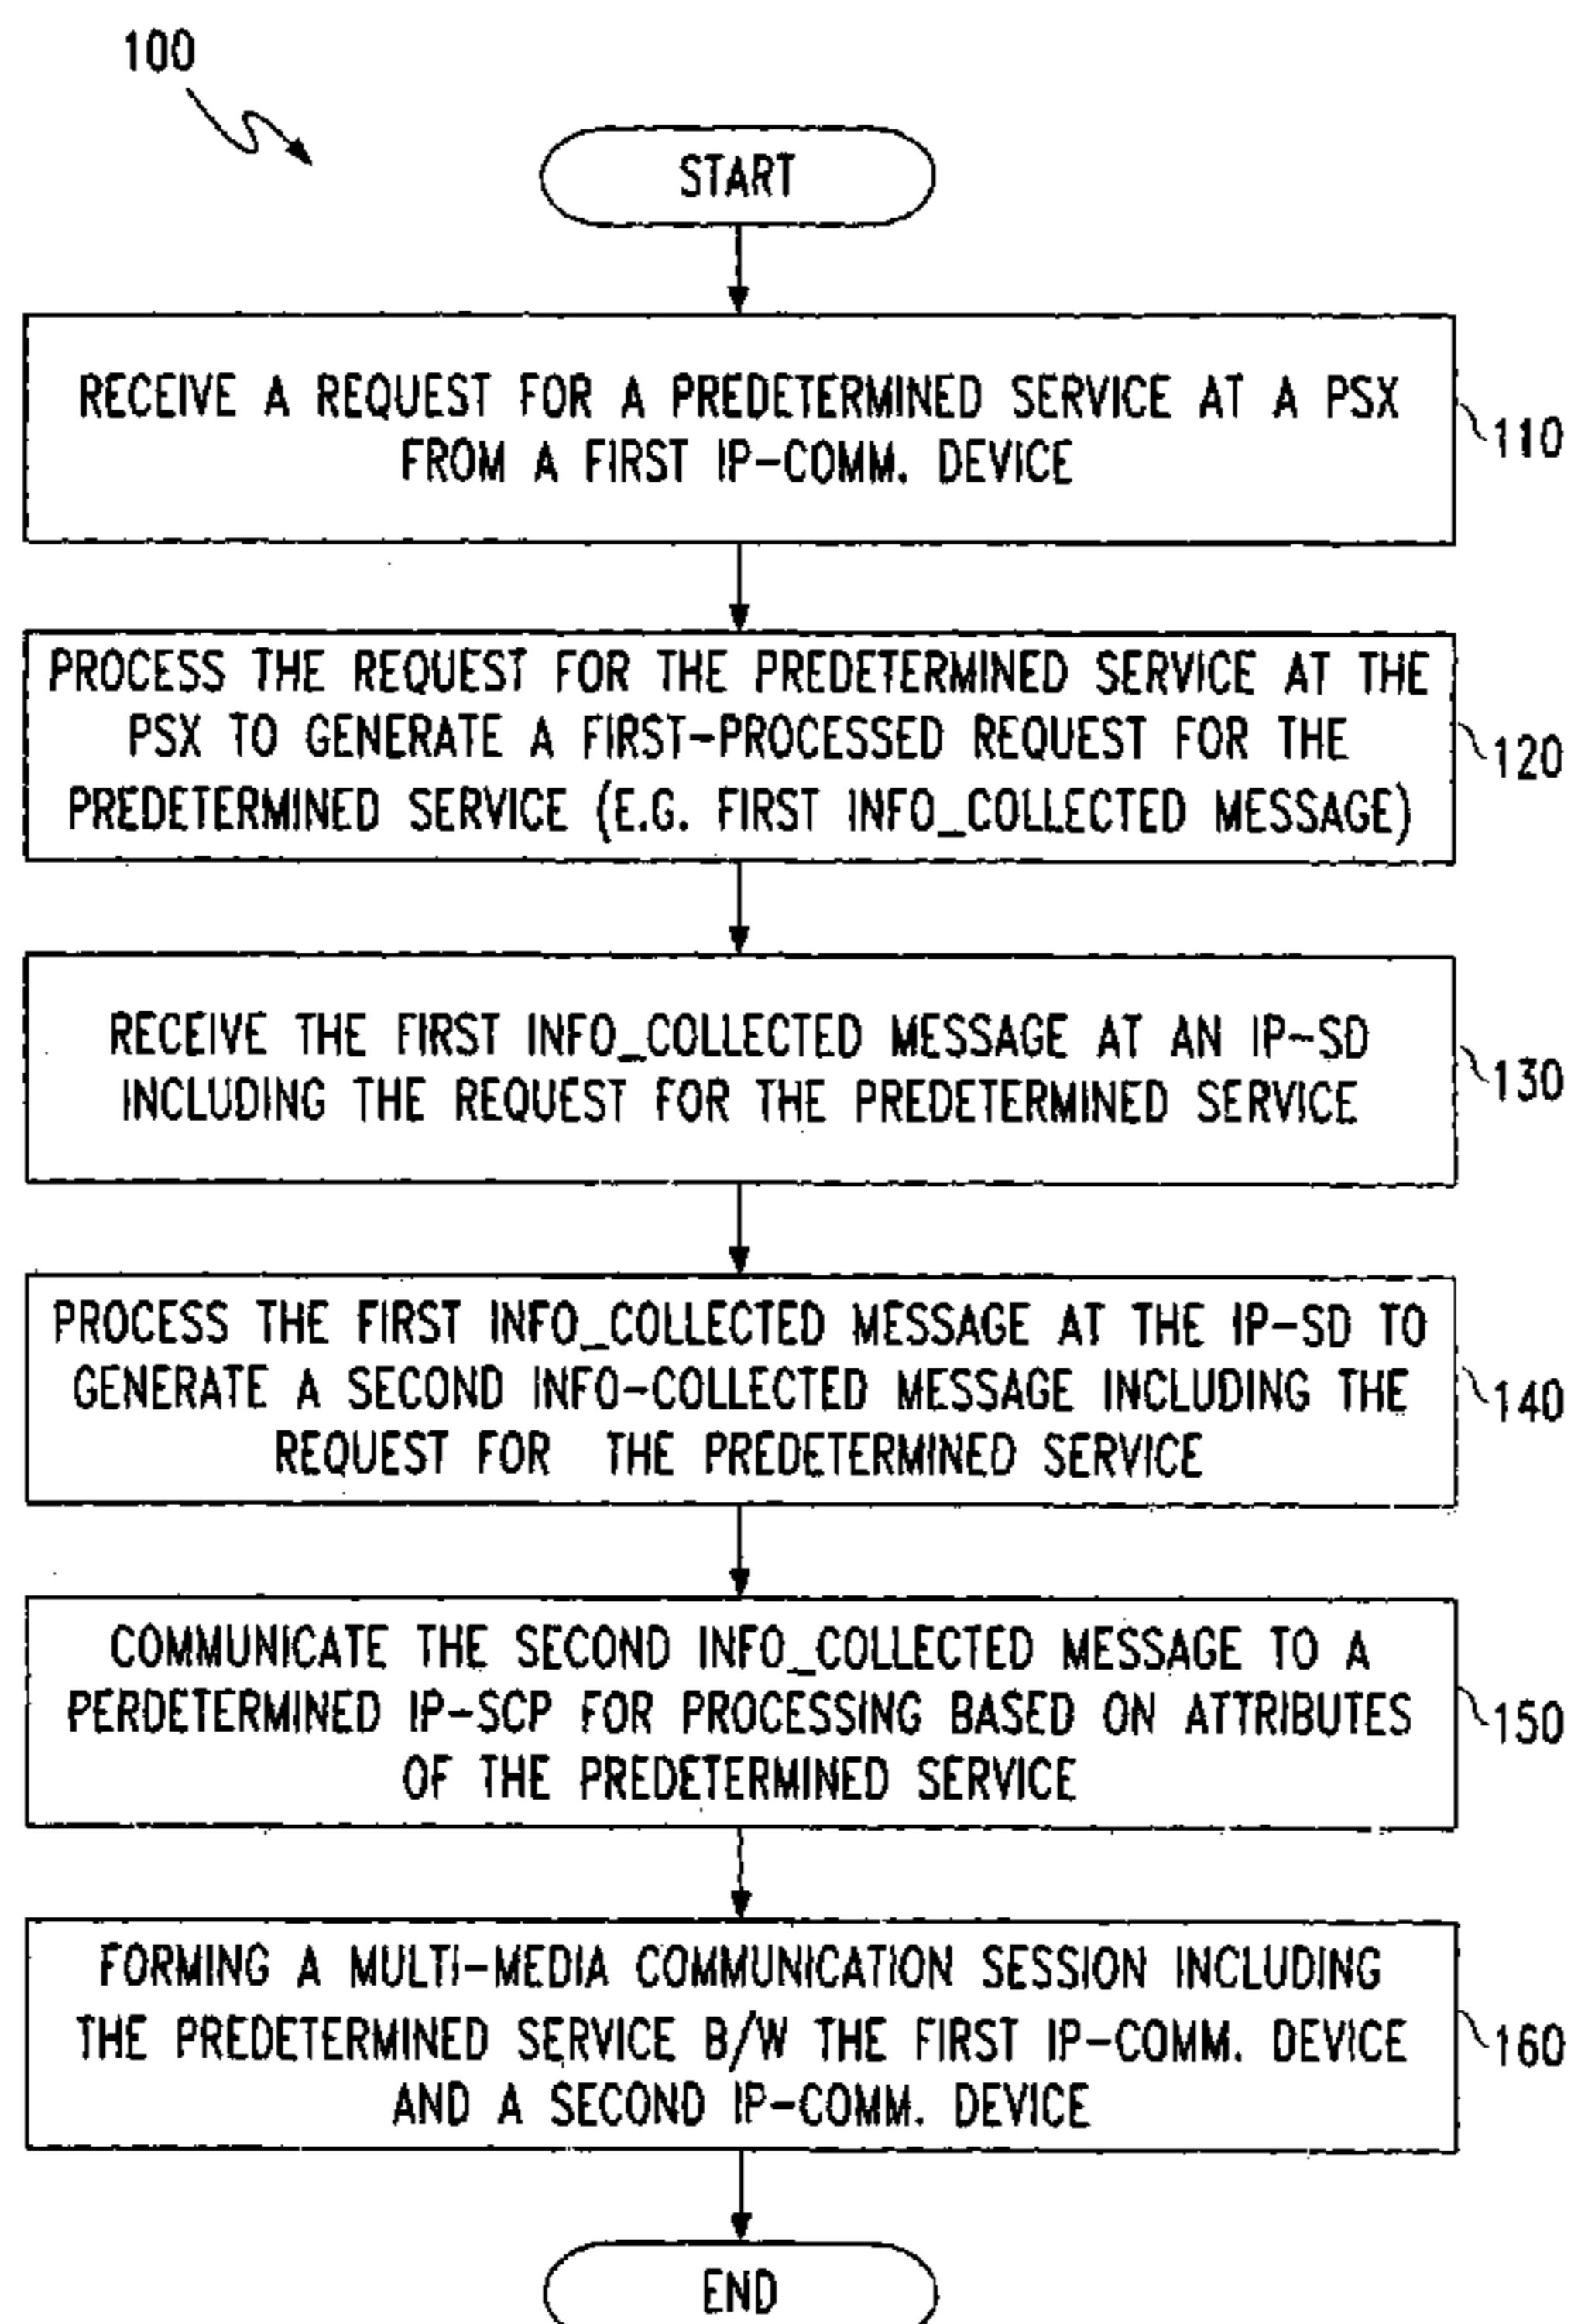 100
START
RECEIVE A REQUEST FOR A PREDETERMINED SERVICE AT A PSX
FROM A FIRST IP-COMM. DEVICE
110
PROCESS THE REQUEST FOR THE PREDETERMINED SERVICE AT THE
PSX TO GENERATE A FIRST-PROCESSED REQUEST FOR THE
PREDETERMINED SERVICE (E.G. FIRST INFO_COLLECTED MESSAGE)
120
RECEIVE THE FIRST INFO_COLLECTED MESSAGE AT AN IP-SD
INCLUDING THE REQUEST FOR THE PREDETERMINED SERVICE
130
PROCESS THE FIRST INFO_COLLECTED MESSAGE AT THE IP-SD TO
GENERATE A SECOND INFO-COLLECTED MESSAGE INCLUDING THE
REQUEST FOR THE PREDETERMINED SERVICE
140
COMMUNICATE THE SECOND INFO_COLLECTED MESSAGE TO A
PERDETERMINED IP-SCP FOR PROCESSING BASED ON ATTRIBUTES
OF THE PREDETERMINED SERVICE
150
FORMING A MULTI-MEDIA COMMUNICATION SESSION INCLUDING
THE PREDETERMINED SERVICE B/W THE FIRST IP-COMM. DEVICE
AND A SECOND IP-COMM. DEVICE
160
END